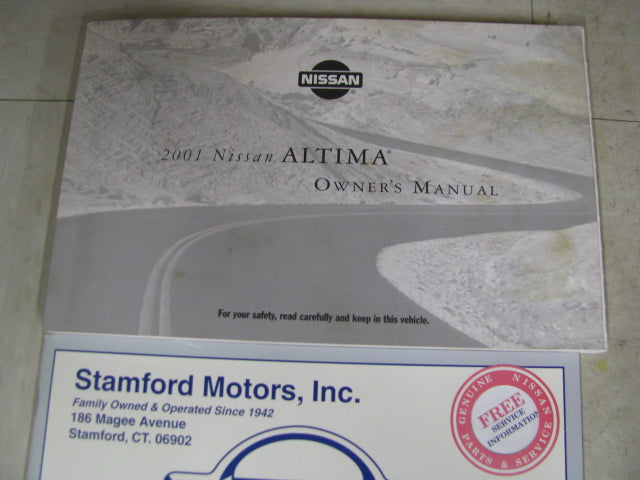 NISSAN
2001 Nissan ALTIMA®
OWNER'S MANUAL
For your safety, read carefully and keep in this vehicle.
Stamford Motors, Inc.
Family Owned & Operated Since 1942
186 Magee Avenue
Stamford, CT. 06902
GENUINE NISSAN
FREE
SERVICE
INFORMATION
PARTS & SERVICE